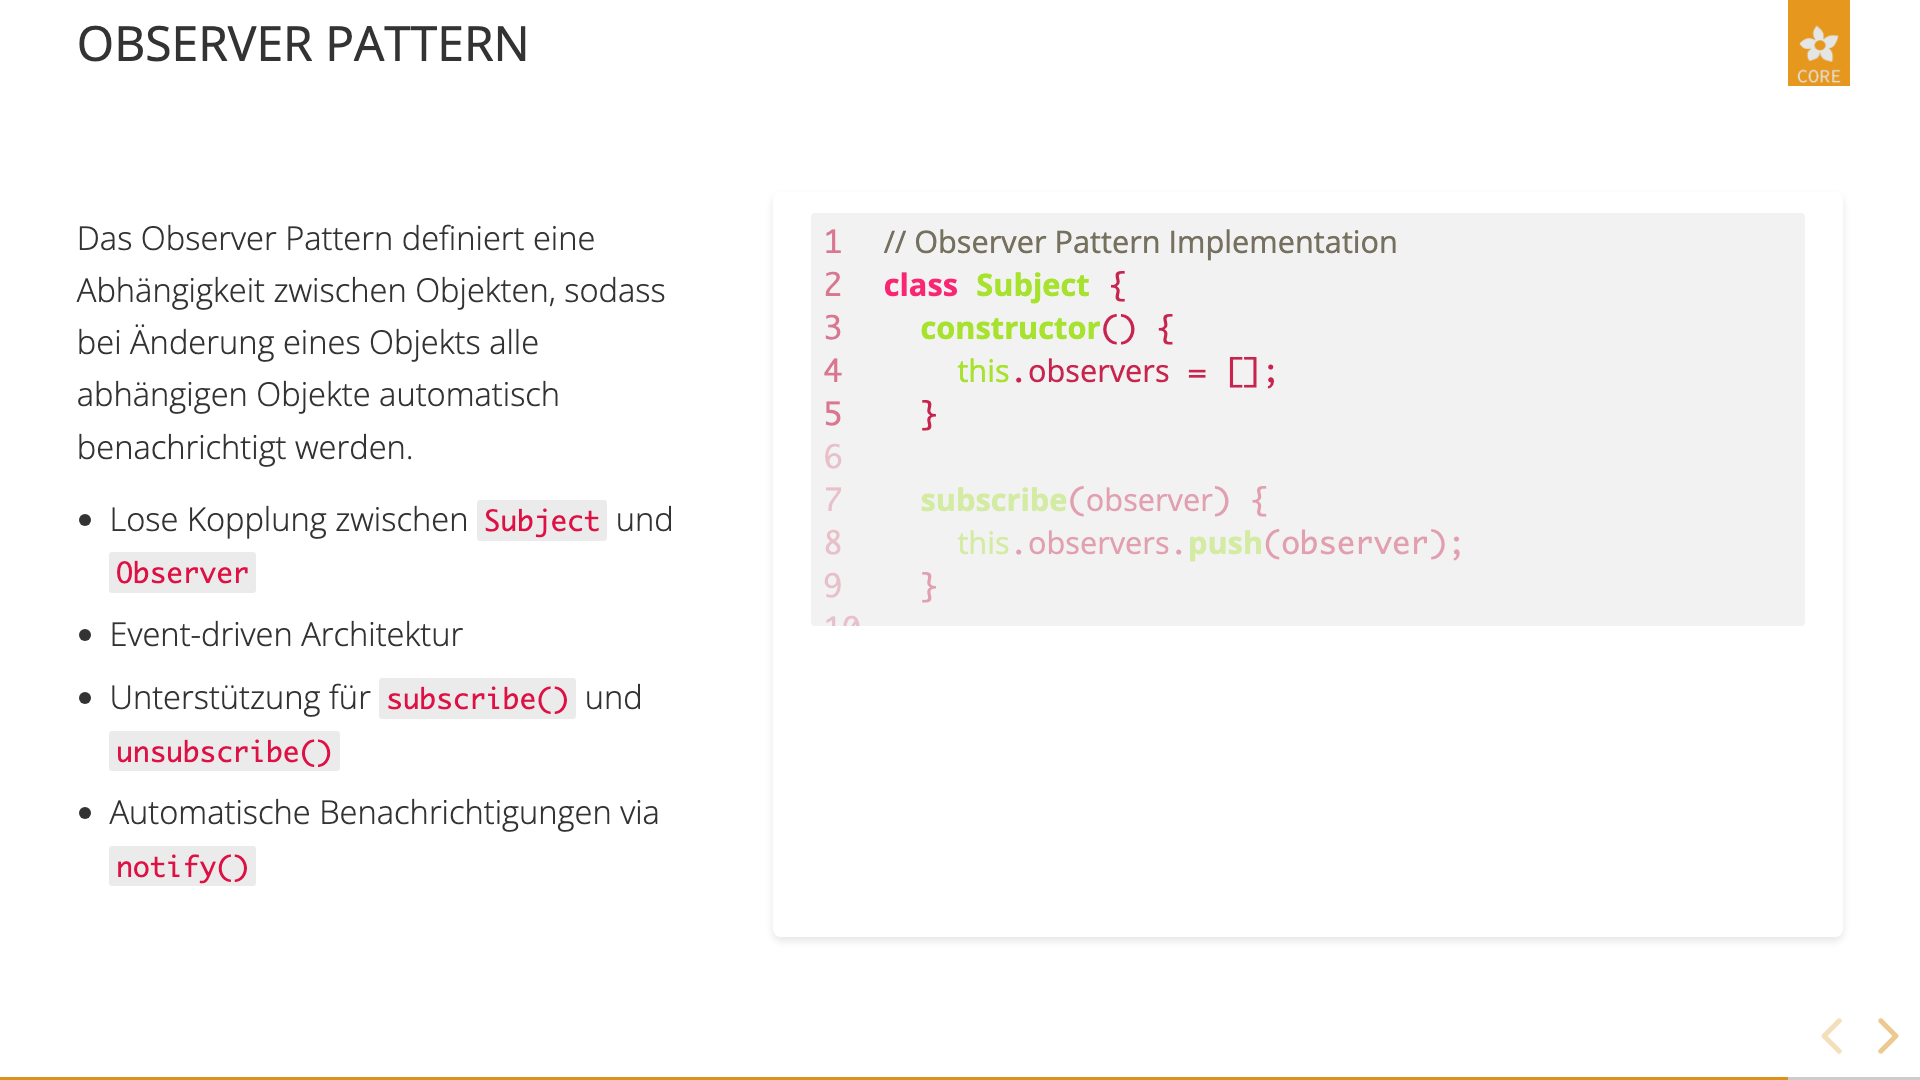 OBSERVER PATTERN
CORE
Das Observer Pattern definiert eine
Abhängigkeit zwischen Objekten, sodass
bei Änderung eines Objekts alle
abhängigen Objekte automatisch
benachrichtigt werden.
• Lose Kopplung zwischen Subject und
Observer
• Event-driven Architektur
• Unterstützung für subscribe() und
unsubscribe()
• Automatische Benachrichtigungen via
notify()
1 // Observer Pattern Implementation
2 class Subject {
3 constructor() {
4 this.observers = [];
5 }
6
7 subscribe(observer) {
8 this.observers.push(observer);
9 }
10